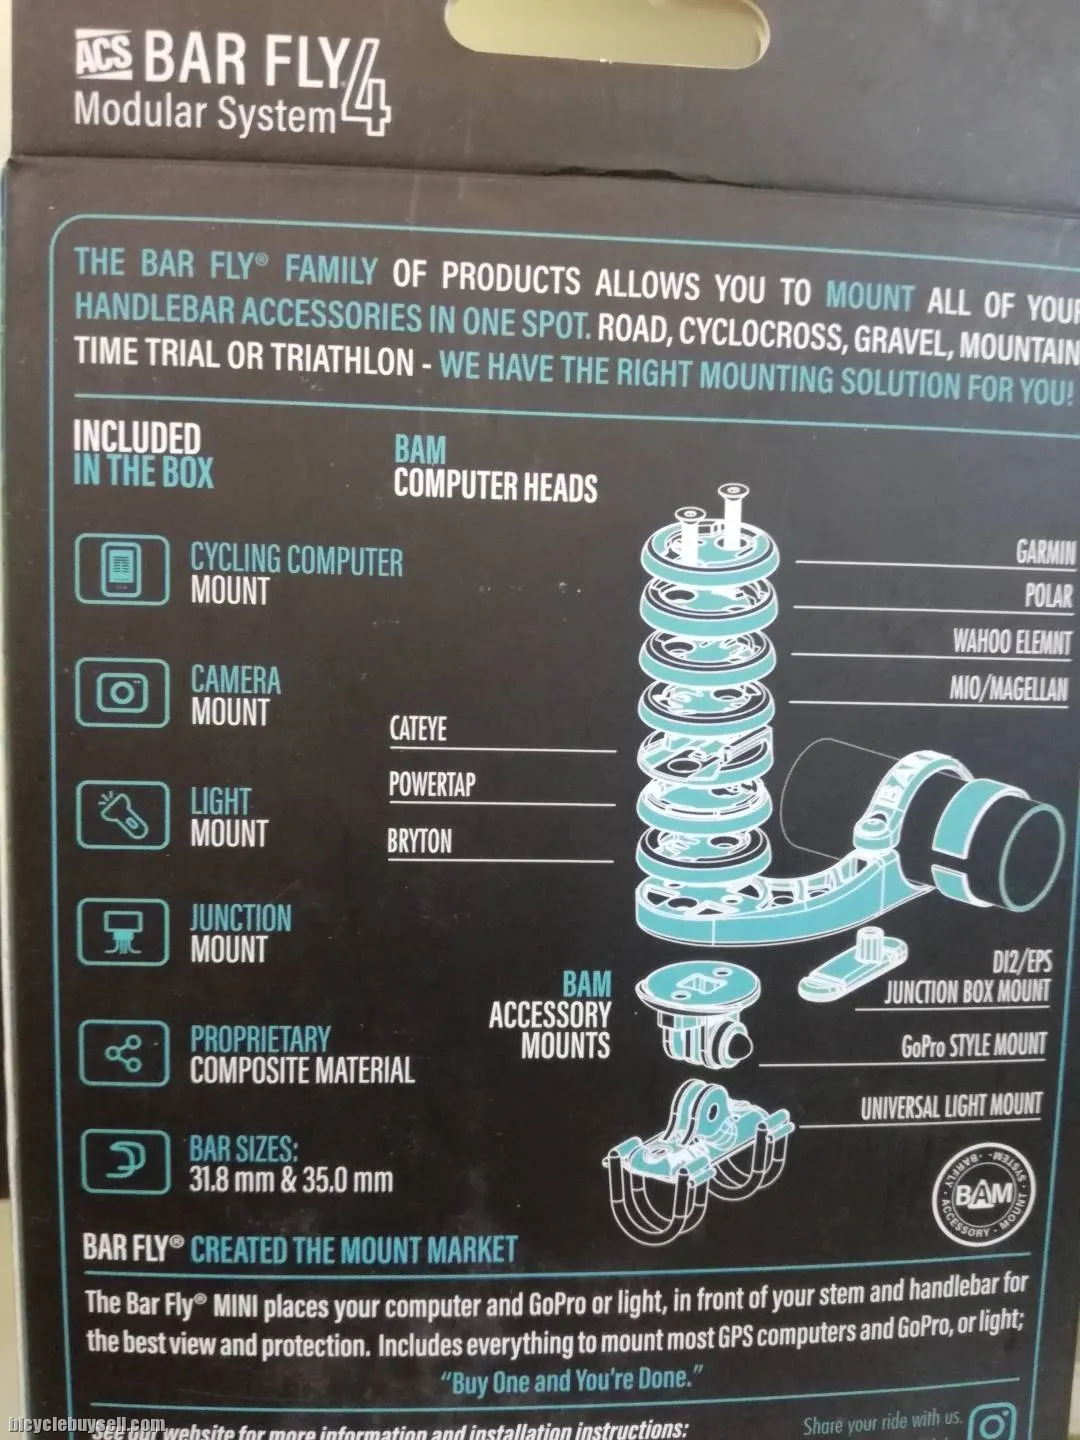 ACS BAR FLY 4
Modular System
THE BAR FLY® FAMILY OF PRODUCTS ALLOWS YOU TO MOUNT ALL OF YOUR
HANDLEBAR ACCESSORIES IN ONE SPOT. ROAD, CYCLOCROSS, GRAVEL, MOUNTAIN
TIME TRIAL OR TRIATHLON - WE HAVE THE RIGHT MOUNTING SOLUTION FOR YOU!
INCLUDED
IN THE BOX
CYCLING COMPUTER
MOUNT
CAMERA
MOUNT
LIGHT
MOUNT
JUNCTION
MOUNT
PROPRIETARY
COMPOSITE MATERIAL
BAR SIZES:
31.8 mm & 35.0 mm
BAM
COMPUTER HEADS
GARMIN
POLAR
WAHOO ELEMNT
MIO/MAGELLAN
CATEYE
POWERTAP
BRYTON
BAM
BAM
ACCESSORY
MOUNTS
DI2/EPS
JUNCTION BOX MOUNT
GoPro STYLE MOUNT
UNIVERSAL LIGHT MOUNT
BARFLY · ACCESSORY · MOUNT · SYSTEM
BAM
BAR FLY® CREATED THE MOUNT MARKET
The Bar Fly® MINI places your computer and GoPro or light, in front of your stem and handlebar for
the best view and protection. Includes everything to mount most GPS computers and GoPro, or light;
“Buy One and You're Done.”
See our website for more information and installation instructions:
Share your ride with us.
bicyclebuysell.com